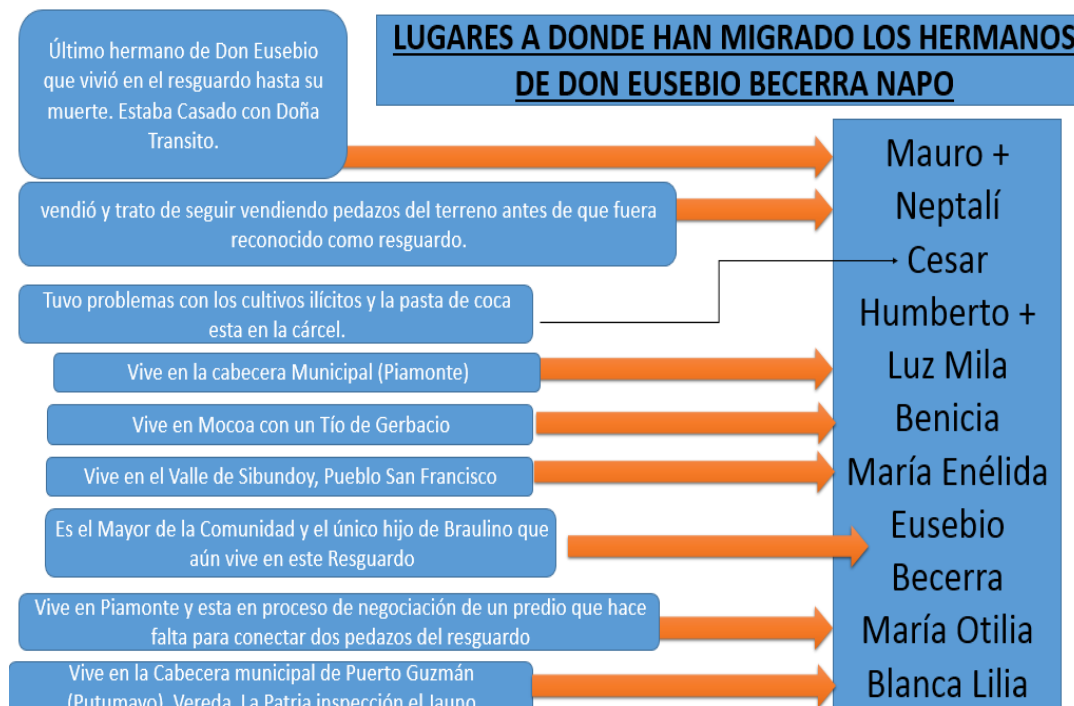 LUGARES A DONDE HAN MIGRADO LOS HERMANOS
DE DON EUSEBIO BECERRA NAPO
Último hermano de Don Eusebio
que vivió en el resguardo hasta su
muerte. Estaba Casado con Doña
Transito.
Mauro +
vendió y trato de seguir vendiendo pedazos del terreno antes de que fuera
reconocido como resguardo.
Neptalí
Tuvo problemas con los cultivos ilícitos y la pasta de coca
esta en la cárcel.
Cesar
Humberto +
Vive en la cabecera Municipal (Piamonte)
Luz Mila
Vive en Mocoa con un Tío de Gerbacio
Benicia
Vive en el Valle de Sibundoy, Pueblo San Francisco
María Enélida
Es el Mayor de la Comunidad y el único hijo de Braulino que
aún vive en este Resguardo
Eusebio
Becerra
Vive en Piamonte y esta en proceso de negociación de un predio que hace
falta para conectar dos pedazos del resguardo
María Otilia
Vive en la Cabecera municipal de Puerto Guzmán
(Putumayo), Vereda, La Patria inspección el Jauno
Blanca Lilia